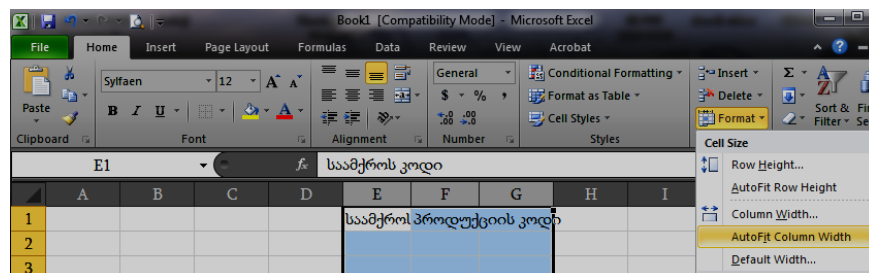 Book1 [Compatibility Mode] - Microsoft Excel
File Home Insert Page Layout Formulas Data Review View Acrobat
Sylfaen 12 A A General Conditional Formatting Insert Σ
Paste B I U A $ % , Format as Table Delete Sort &
Cell Styles Format Filter
Clipboard Font Alignment Number Styles Cell Size
E1 fx საამქროს კოდი Row Height...
A B C D E F G H I AutoFit Row Height
1 საამქროს პროდუქციის კოდი Column Width...
2 AutoFit Column Width
3 Default Width...